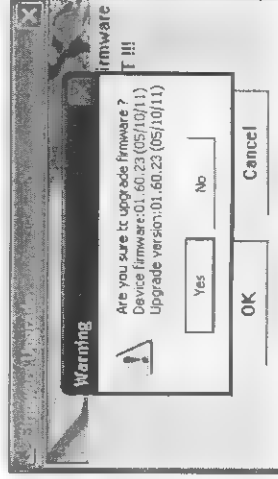 irmware
T !!!
Warning
Are you sure to upgrade firmware ?
Device firmware:01.60.23 (05/10/11)
Upgrade version:01.60.23 (05/10/11)
Yes
No
OK
Cancel